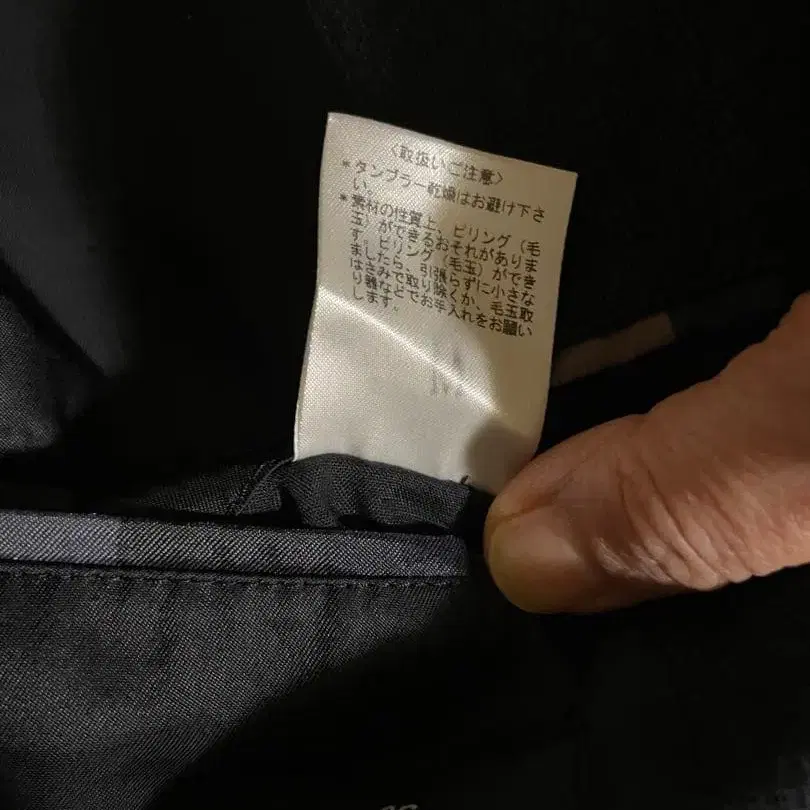 〈取扱いご注意〉
*タンブラー乾燥はお避け下さ
い。
*素材の性質上、ピリング(毛
玉)ができるおそれがありま
す。ピリング(毛玉)ができ
ましたら、引張らずに小さな
はさみで取り除くか、毛玉取
り器などでお手入れをお願い
します。